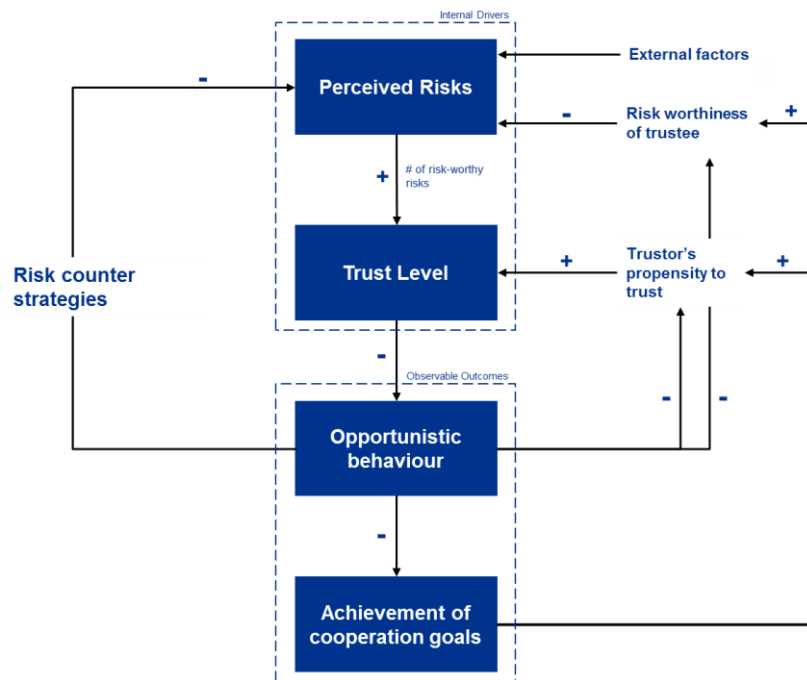 Internal Drivers
External factors
-
Perceived Risks
-
Risk worthiness
of trustee
+
+
# of risk-worthy
risks
Trust Level
+
Trustor's
propensity to
trust
+
Risk counter
strategies
-
Observable Outcomes
-
-
Opportunistic
behaviour
-
Achievement of
cooperation goals